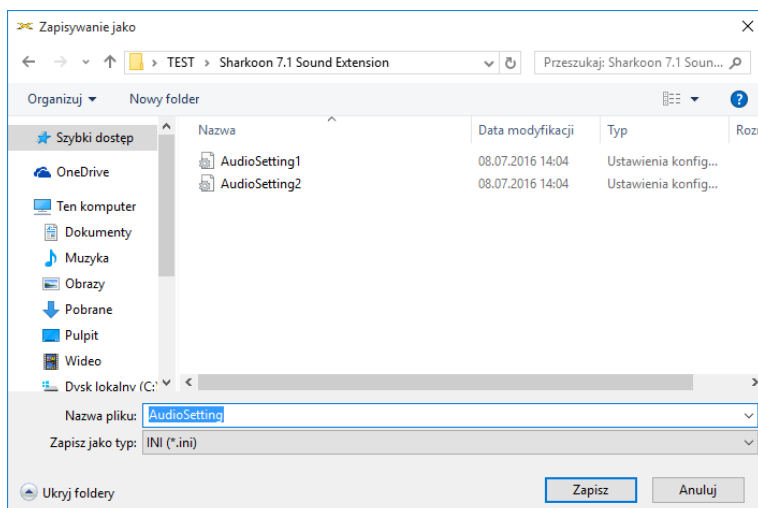 Zapisywanie jako
TEST > Sharkoon 7.1 Sound Extension
Przeszukaj: Sharkoon 7.1 Soun...
Organizuj
Nowy folder
Nazwa
Data modyfikacji
Typ
Roz
Szybki dostęp
OneDrive
Ten komputer
Dokumenty
Muzyka
Obrazy
Pobrane
Pulpit
Wideo
Dysk lokalny (C:
AudioSetting1
08.07.2016 14:04
Ustawienia konfig...
AudioSetting2
08.07.2016 14:04
Ustawienia konfig...
Nazwa pliku: AudioSetting
Zapisz jako typ: INI (*.ini)
Ukryj foldery
Zapisz
Anuluj